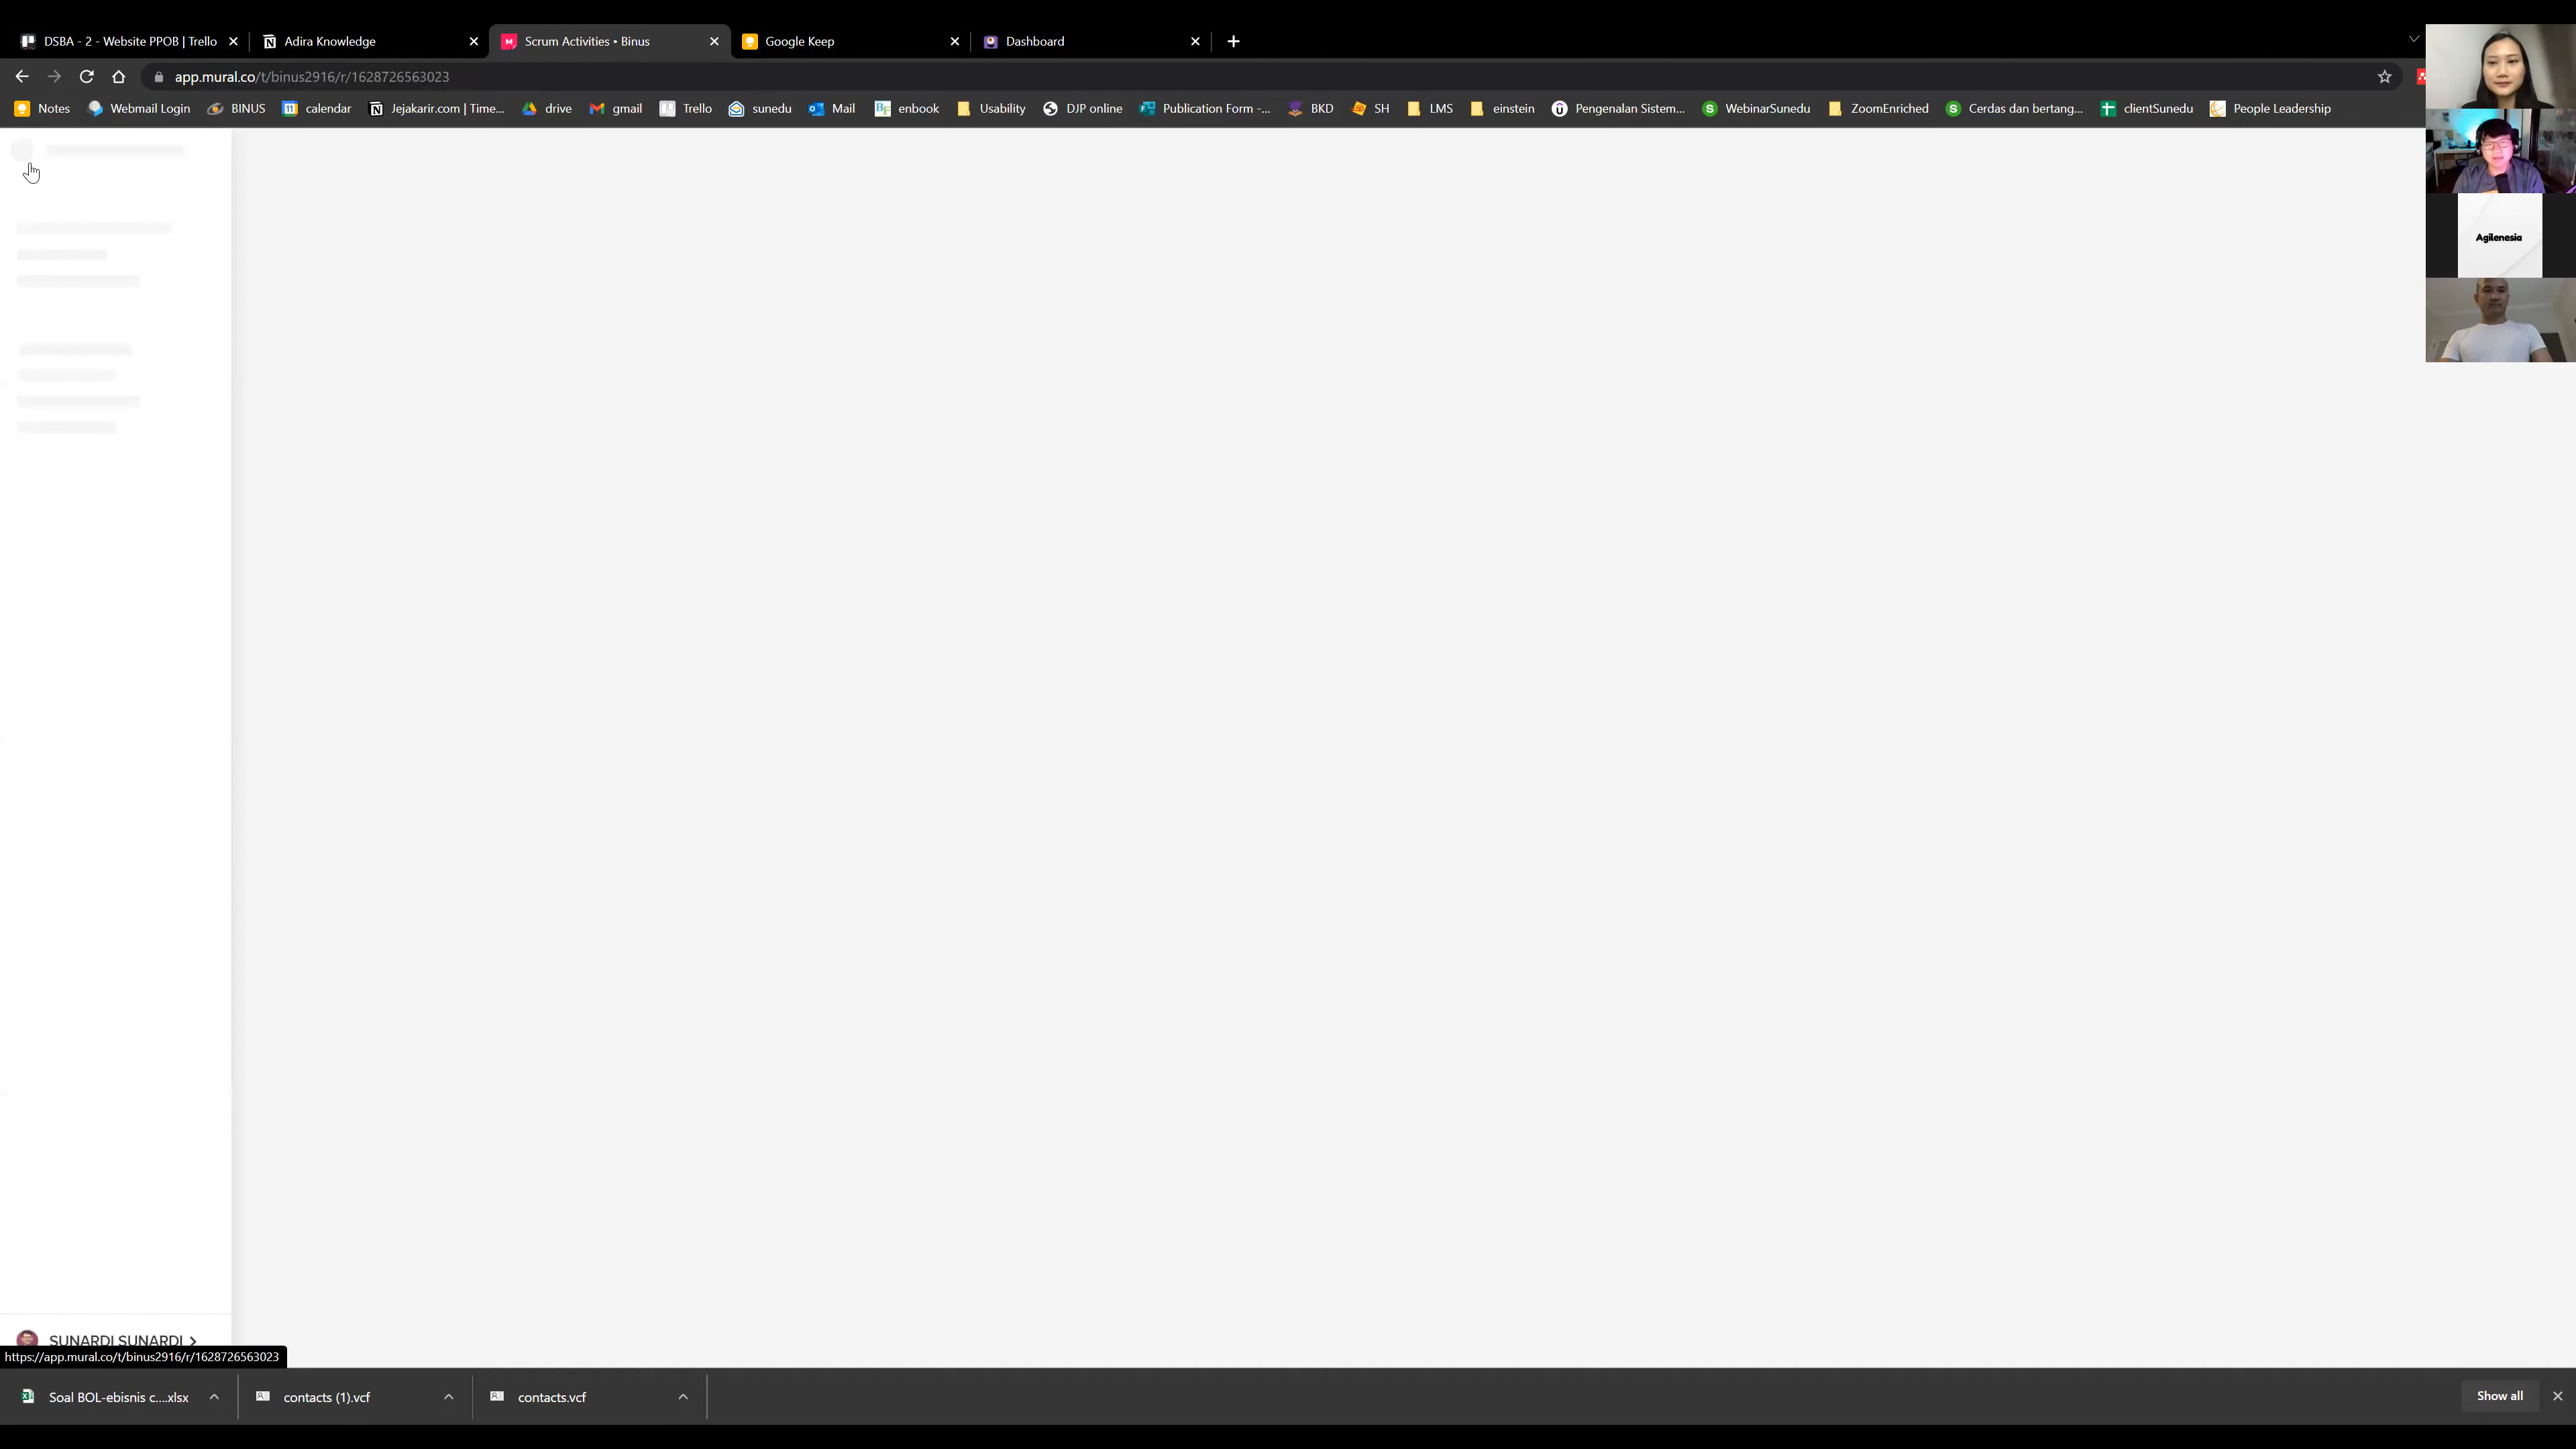 DSBA - 2 - Website PPOB | Trello
Adira Knowledge
Scrum Activities • Binus
Google Keep
Dashboard
app.mural.co/t/binus2916/r/1628726563023
Notes
Webmail Login
BINUS
calendar
Jejakarir.com | Time...
drive
gmail
Trello
sunedu
Mail
enbook
Usability
DJP online
Publication Form -...
BKD
SH
LMS
einstein
Pengenalan Sistem...
WebinarSunedu
ZoomEnriched
Cerdas dan bertang...
clientSunedu
People Leadership
Agilenesia
SUNARDI SUNARDI
https://app.mural.co/t/binus2916/r/1628726563023
Soal BOL-ebisnis c....xlsx
contacts (1).vcf
contacts.vcf
Show all